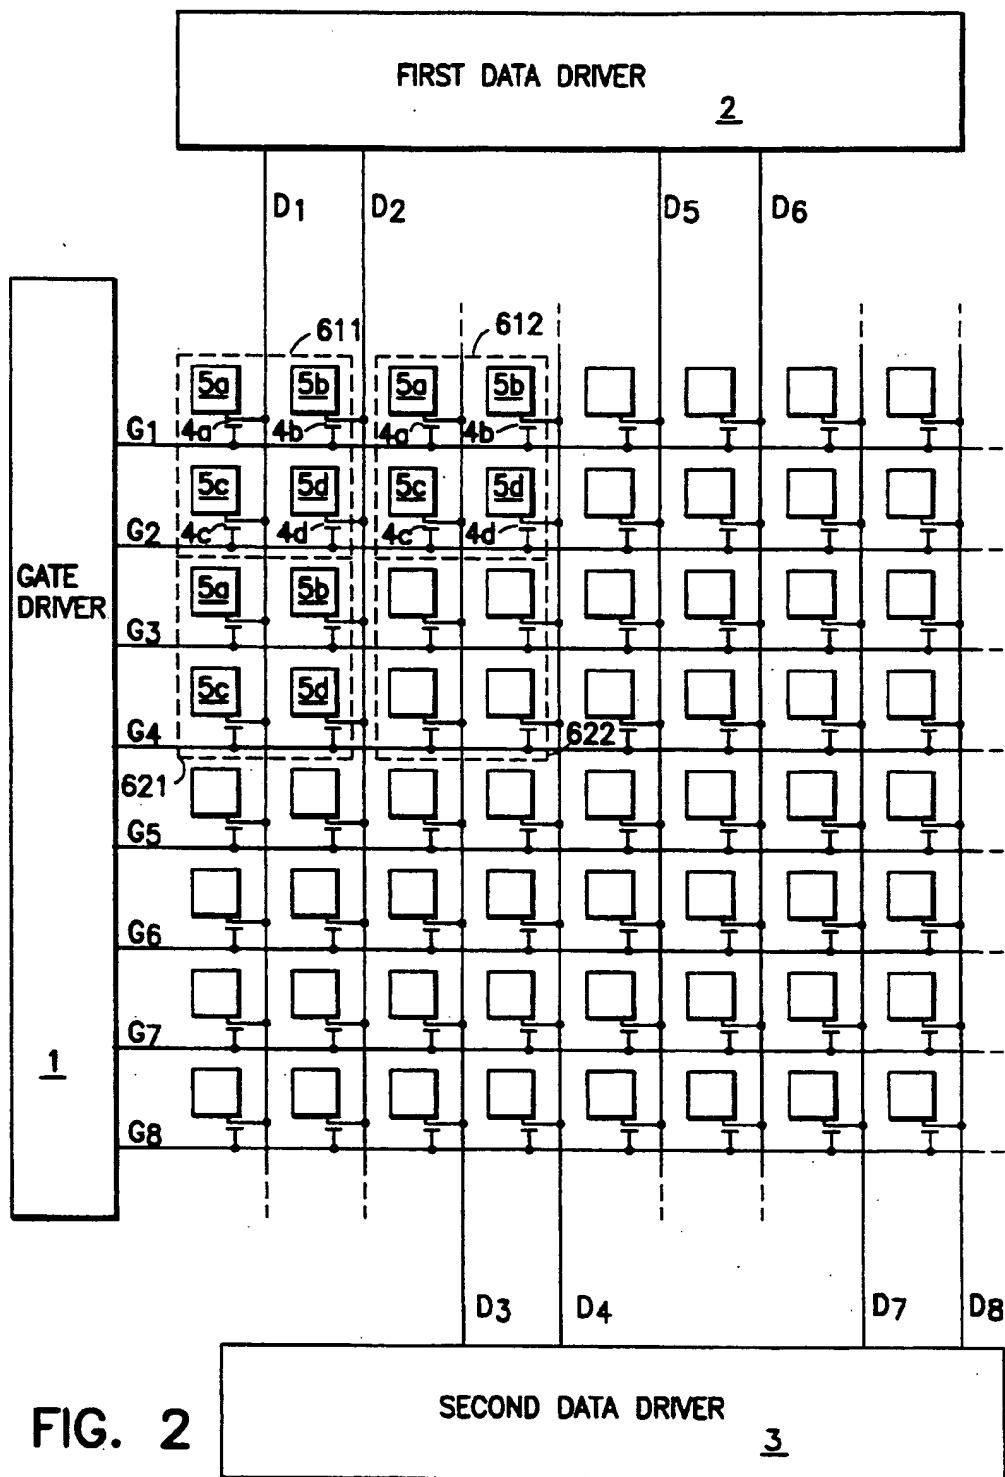 FIRST DATA DRIVER
2
D1 D2 D5 D6
611 612
5a 5b 5a 5b
G1 4a 4b 4a 4b
5c 5d 5c 5d
G2 4c 4d 4c 4d
GATE
DRIVER
5a 5b
G3
5c 5d
G4
622
621
G5
G6
G7
1
G8
D3 D4 D7 D8
SECOND DATA DRIVER
3
FIG. 2